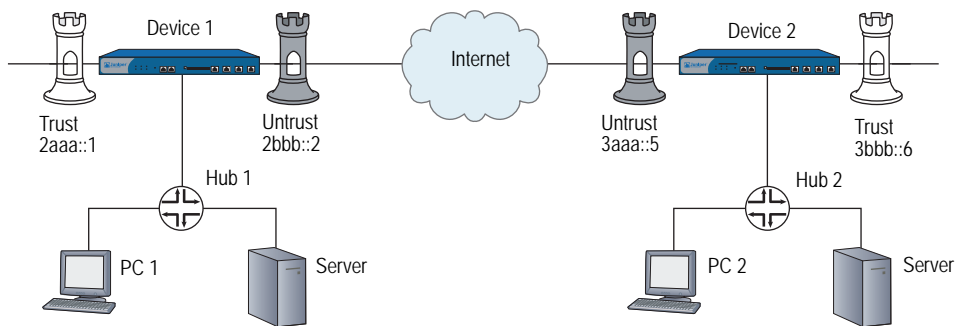 Device 1
Internet
Device 2
Trust
2aaa::1
Untrust
2bbb::2
Untrust
3aaa::5
Trust
3bbb::6
Hub 1
Hub 2
PC 1
Server
PC 2
Server